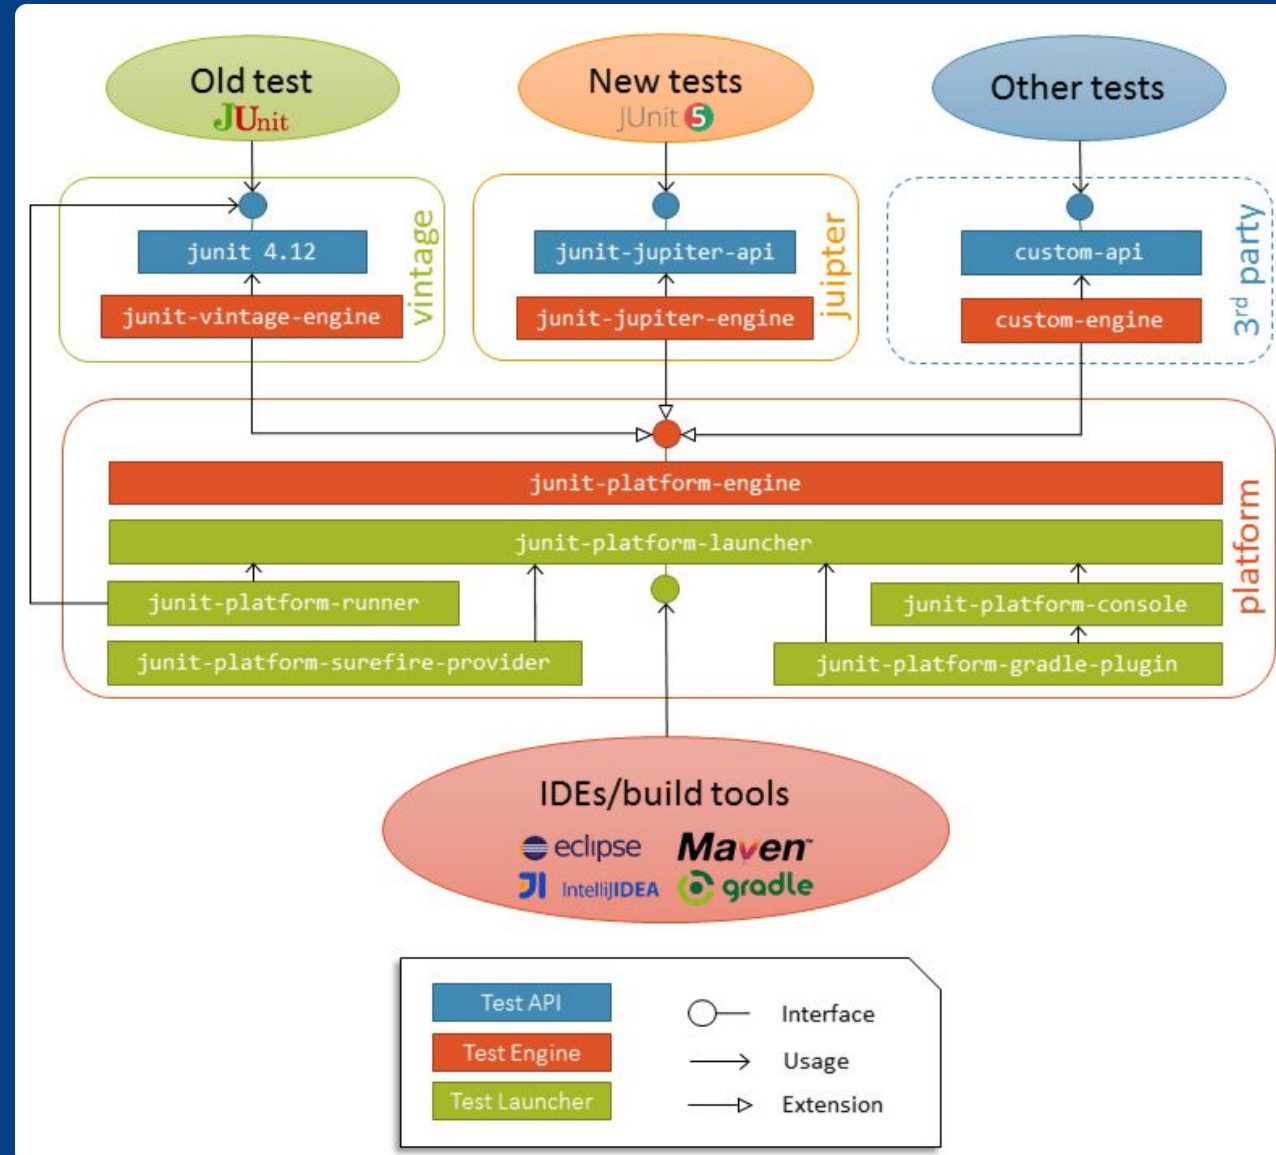 Old test
JUnit
New tests
JUnit 5
Other tests
junit 4.12
junit-vintage-engine
vintage
junit-jupiter-api
junit-jupiter-engine
juipter
custom-api
custom-engine
3rd party
junit-platform-engine
junit-platform-launcher
junit-platform-runner
junit-platform-console
junit-platform-surefire-provider
junit-platform-gradle-plugin
platform
IDEs/build tools
eclipse
Maven™
JI IntelliJIDEA
gradle
Test API
Test Engine
Test Launcher
Interface
Usage
Extension